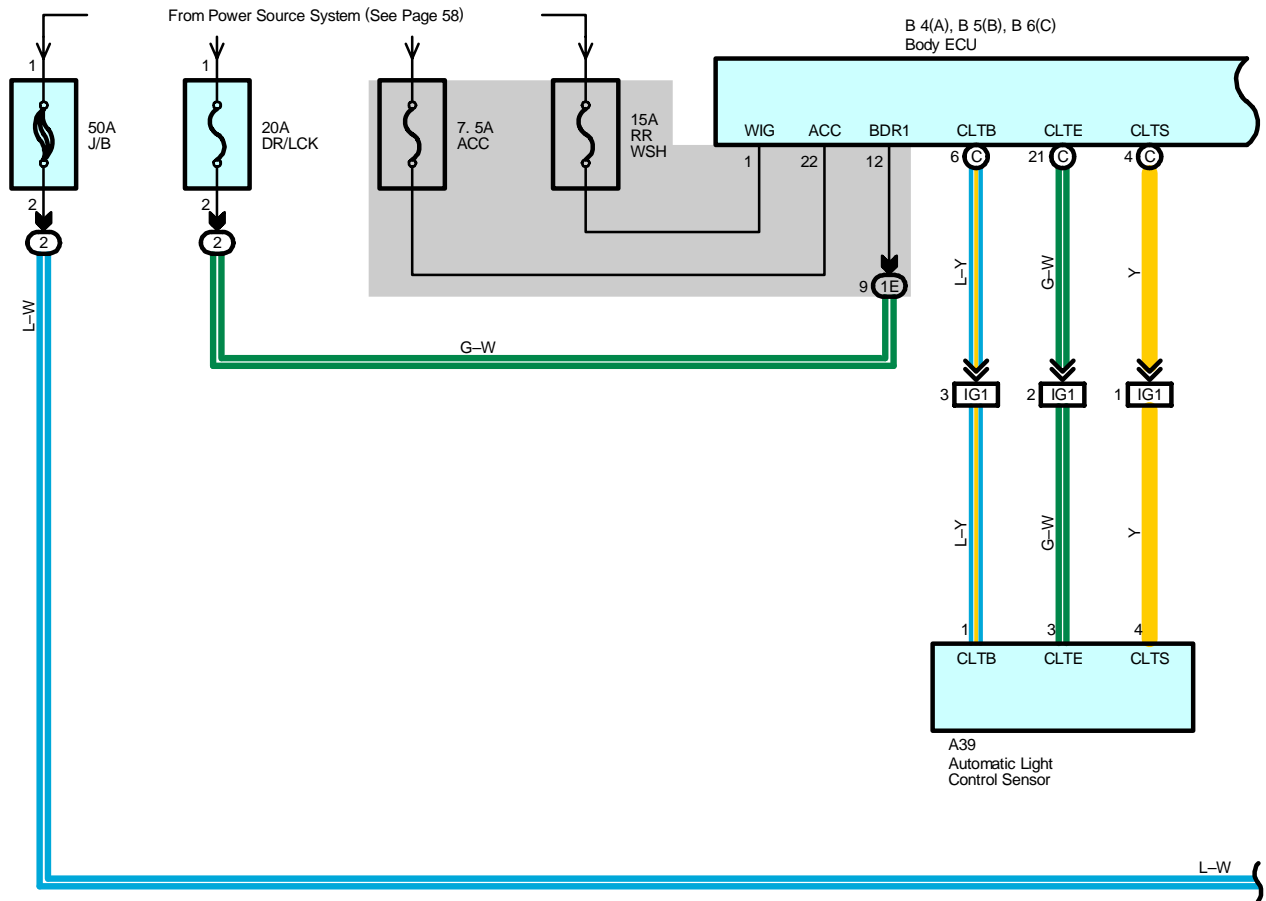 From Power Source System (See Page 58)
B 4(A), B 5(B), B 6(C)
Body ECU
1
1
50A
J/B
20A
DR/LCK
7. 5A
ACC
15A
RR
WSH
WIG
ACC
BDR1
CLTB
CLTE
CLTS
1
22
12
6
C
21
C
4
C
2
2
2
2
9
1E
L–W
L–Y
G–W
Y
G–W
3
IG1
2
IG1
1
IG1
L–Y
G–W
Y
1
3
4
CLTB
CLTE
CLTS
A39
Automatic Light
Control Sensor
L–W